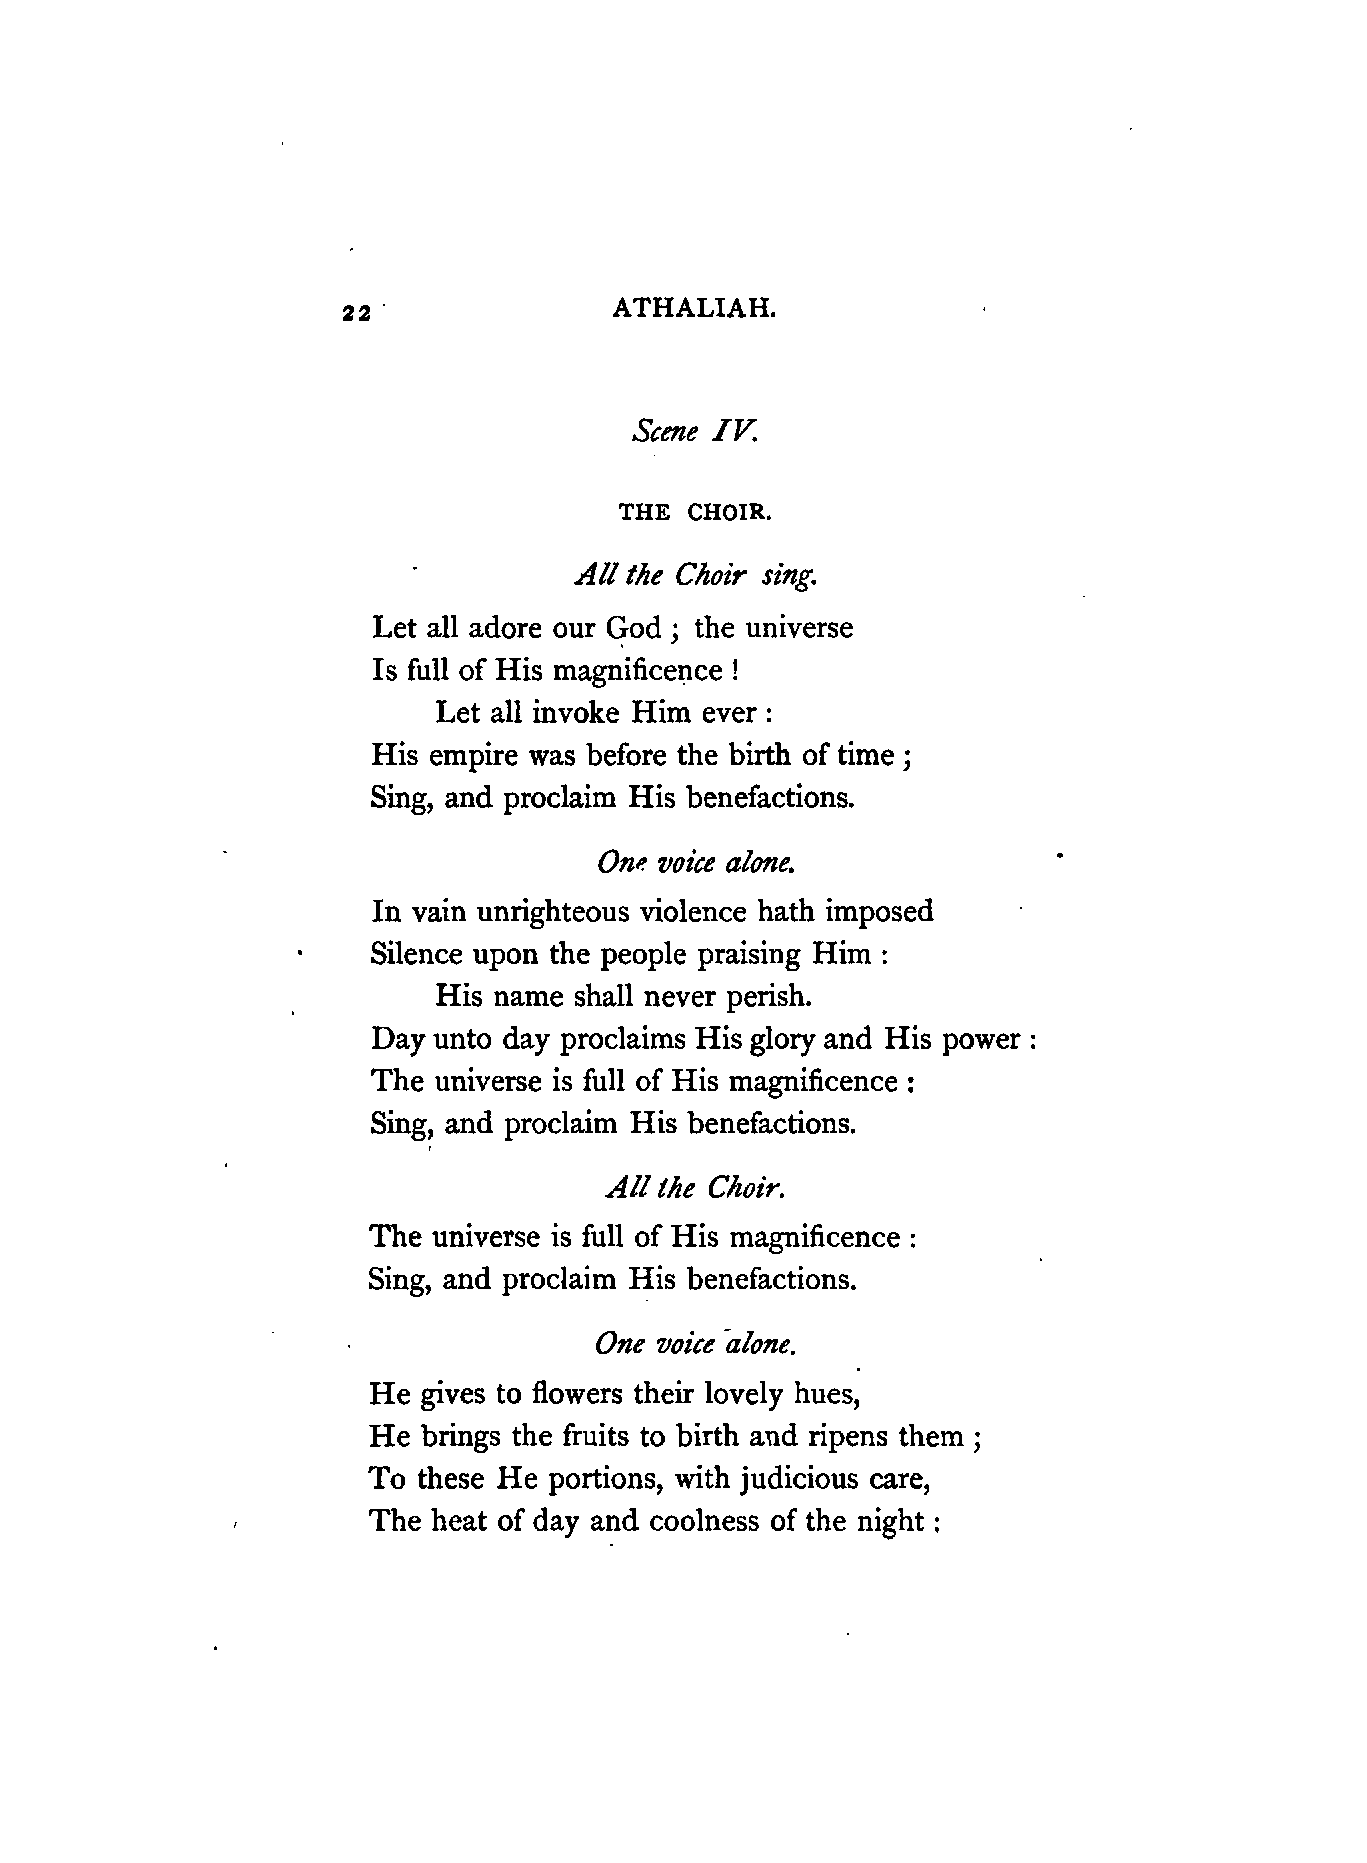 22 ATHALIAH.
Scene IV.
THE CHOIR.
All the Choir sing.
Let all adore our God ; the universe
Is full of His magnificence !
Let all invoke Him ever :
His empire was before the birth of time ;
Sing, and proclaim His benefactions.
One voice alone.
In vain unrighteous violence hath imposed
Silence upon the people praising Him :
His name shall never perish.
Day unto day proclaims His glory and His power :
The universe is full of His magnificence :
Sing, and proclaim His benefactions.
All the Choir.
The universe is full of His magnificence :
Sing, and proclaim His benefactions.
One voice alone.
He gives to flowers their lovely hues,
He brings the fruits to birth and ripens them ;
To these He portions, with judicious care,
The heat of day and coolness of the night :